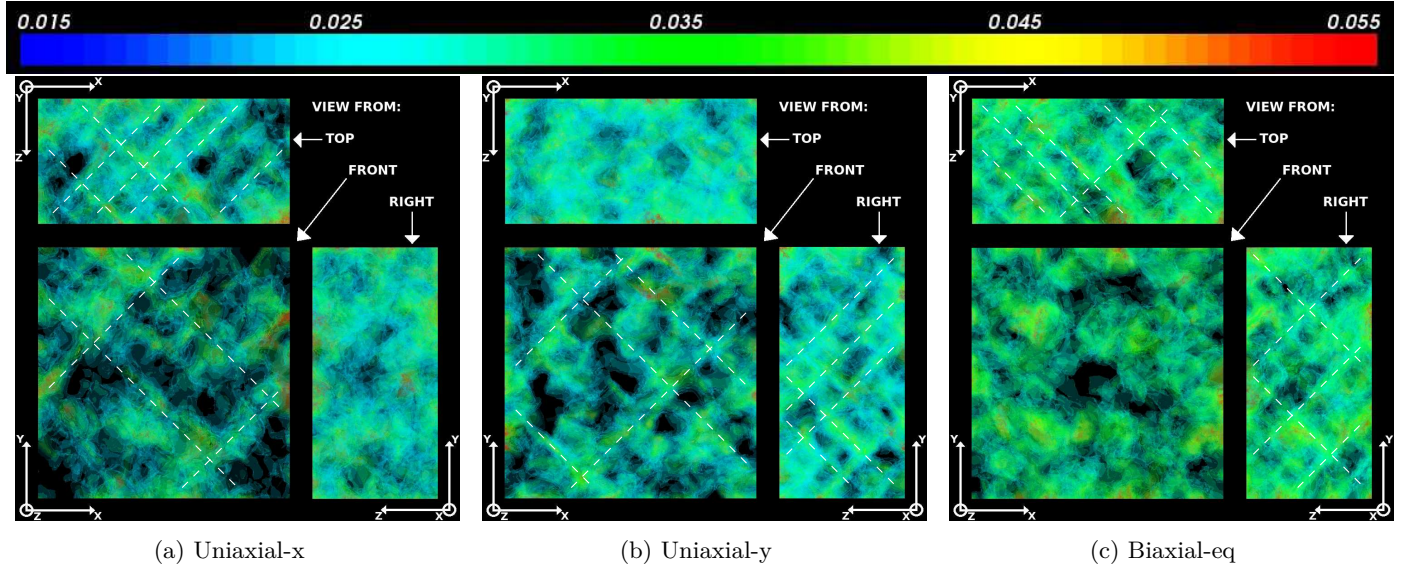 0.015 0.025 0.035 0.045 0.055
Y X Z
VIEW FROM:
TOP
FRONT
RIGHT
Y Z X
Y Z X
Y X Z
VIEW FROM:
TOP
FRONT
RIGHT
Y Z X
Y Z X
Y X Z
VIEW FROM:
TOP
FRONT
RIGHT
Y Z X
Y Z X
(a) Uniaxial-x
(b) Uniaxial-y
(c) Biaxial-eq